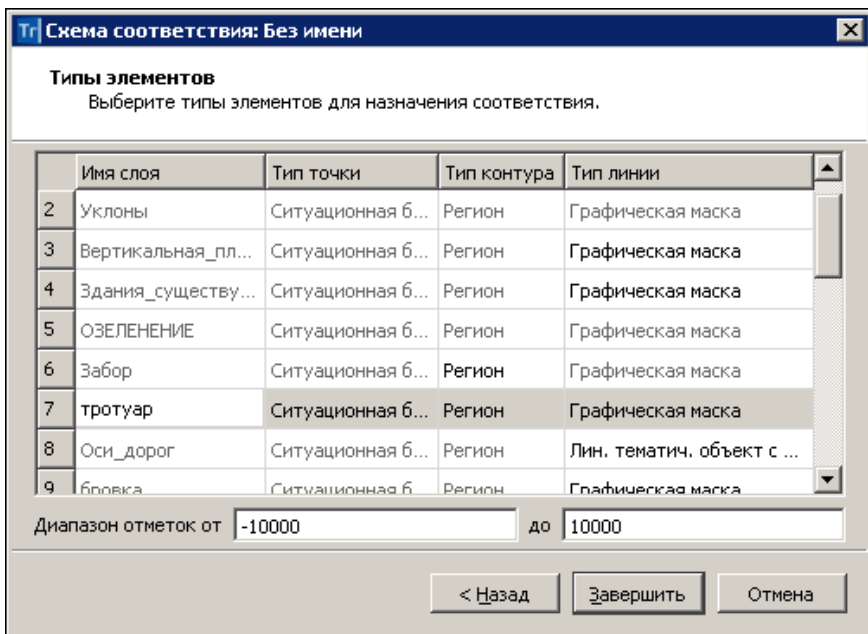 Tr Схема соответствия: Без имени
Типы элементов
Выберите типы элементов для назначения соответствия.
Имя слоя Тип точки Тип контура Тип линии
2 Уклоны Ситуационная б... Регион Графическая маска
3 Вертикальная_пл... Ситуационная б... Регион Графическая маска
4 Здания_существу... Ситуационная б... Регион Графическая маска
5 ОЗЕЛЕНЕНИЕ Ситуационная б... Регион Графическая маска
6 Забор Ситуационная б... Регион Графическая маска
7 тротуар Ситуационная б... Регион Графическая маска
8 Оси_дорог Ситуационная б... Регион Лин. тематич. объект с ...
9 бровка Ситуационная б Регион Графическая маска
Диапазон отметок от -10000 до 10000
< Назад Завершить Отмена